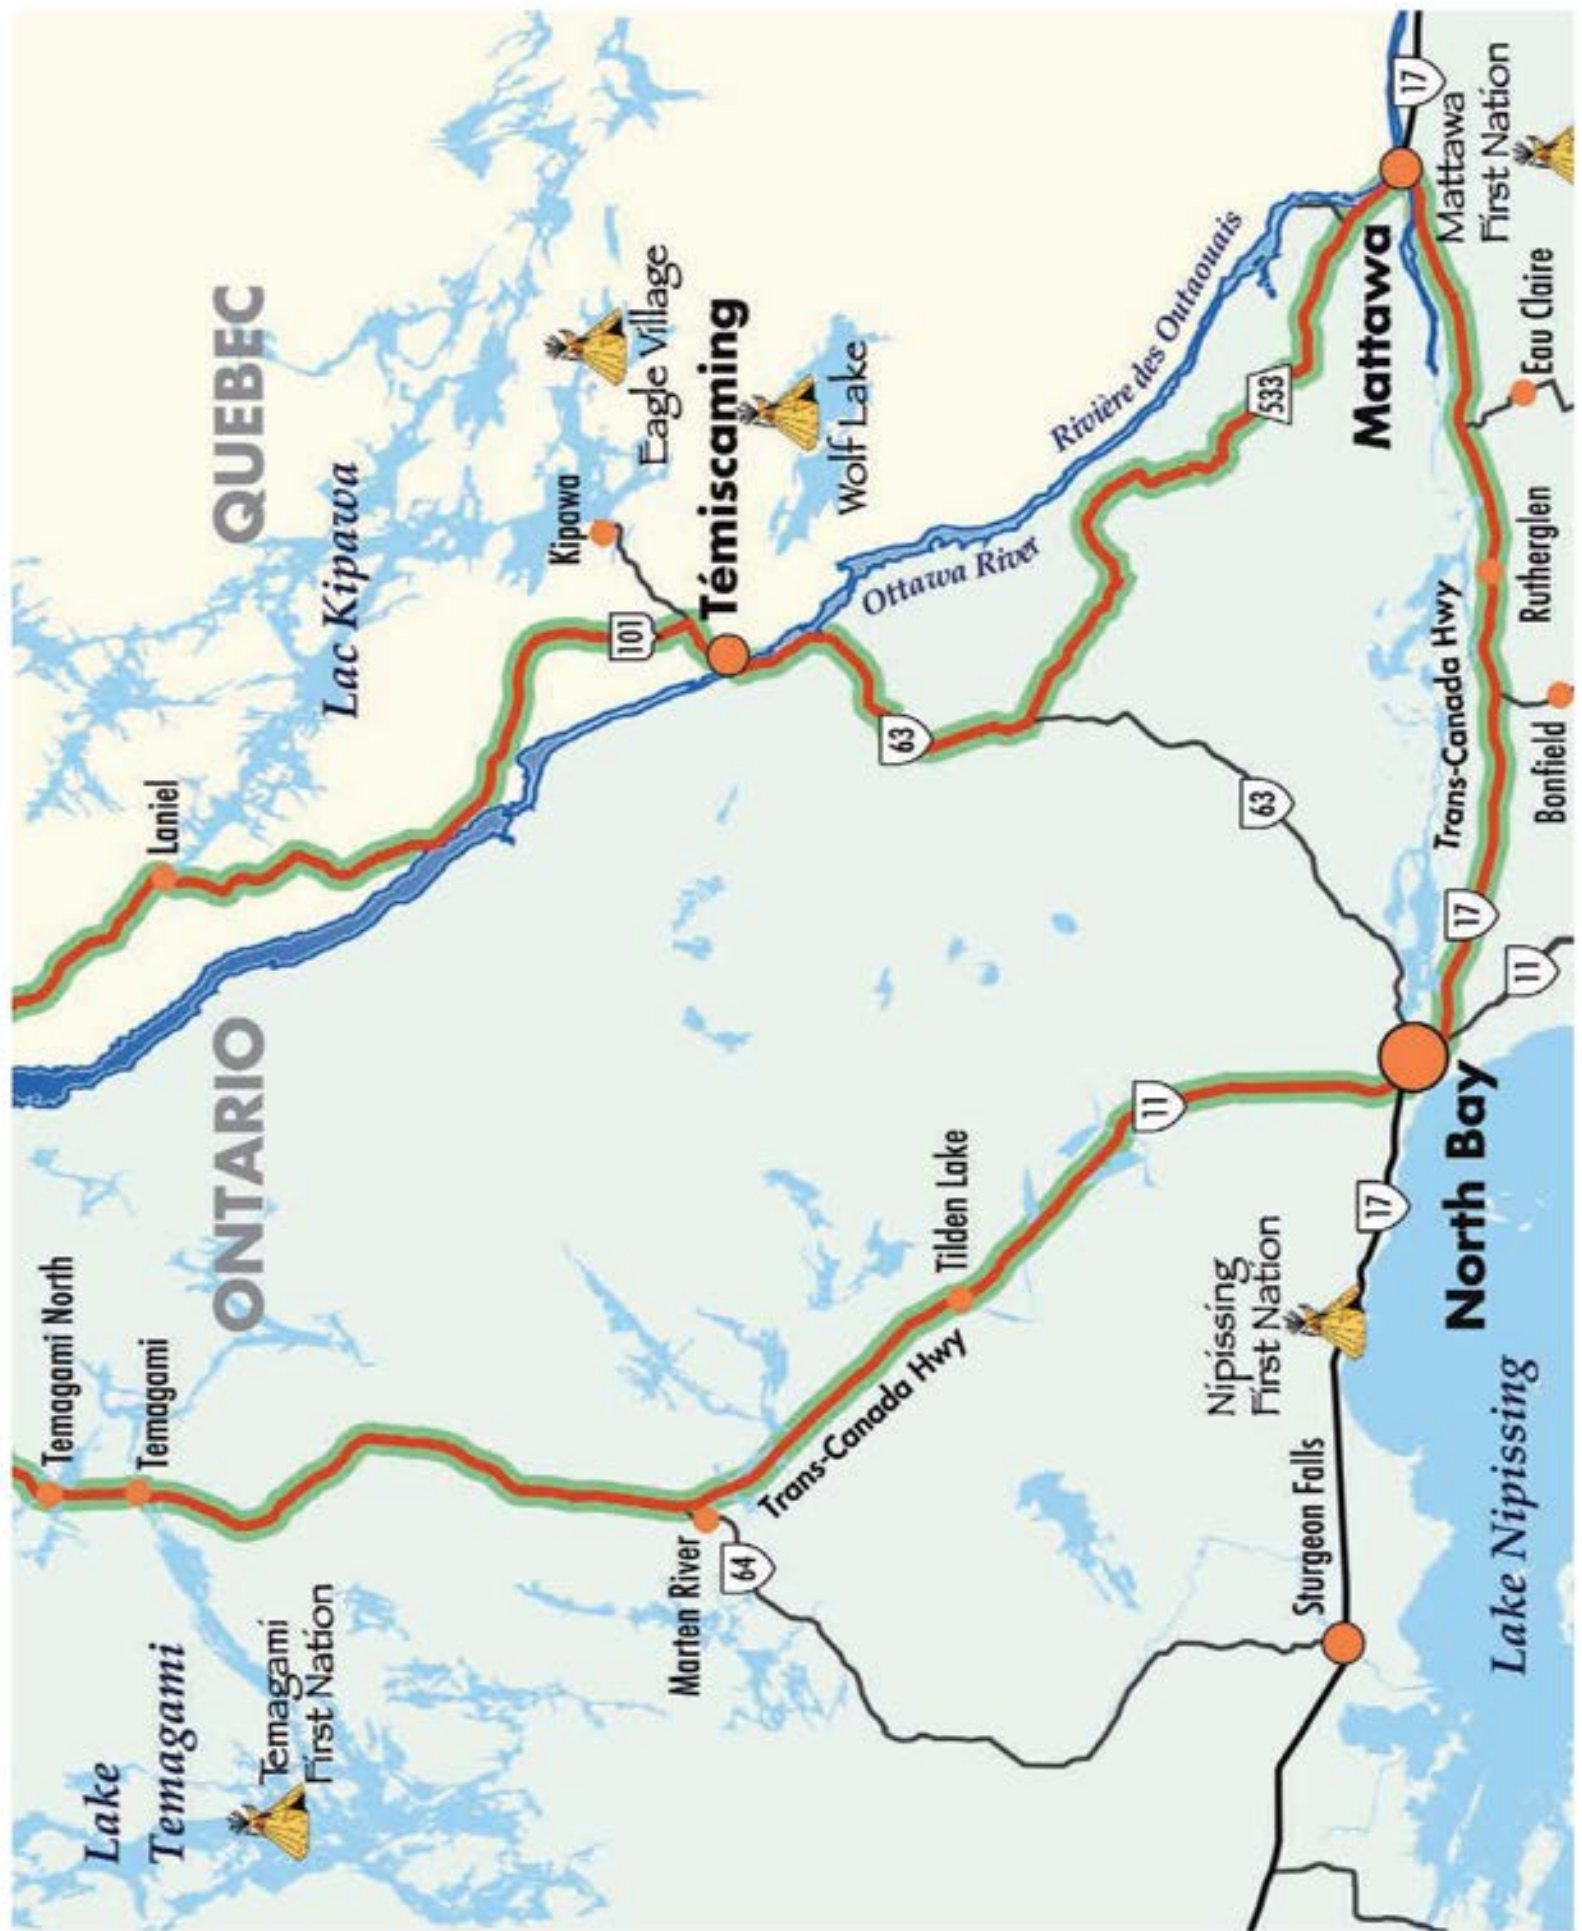 Temagami North
Temagami
Lake
Temagami
Temagami
First Nation
ONTARIO
QUEBEC
Laniel
Lac Kipawa
Kipawa
Eagle Village
101
Témiscaming
Wolf Lake
Marten River
64
Trans-Canada Hwy
Tilden Lake
63
Ottawa River
Rivière des Outaouais
533
11
63
Nipissing
First Nation
Sturgeon Falls
17
North Bay
Lake Nipissing
17
11
Trans-Canada Hwy
Bonfield
Rutherglen
Eau Claire
Mattawa
17
Mattawa
First Nation